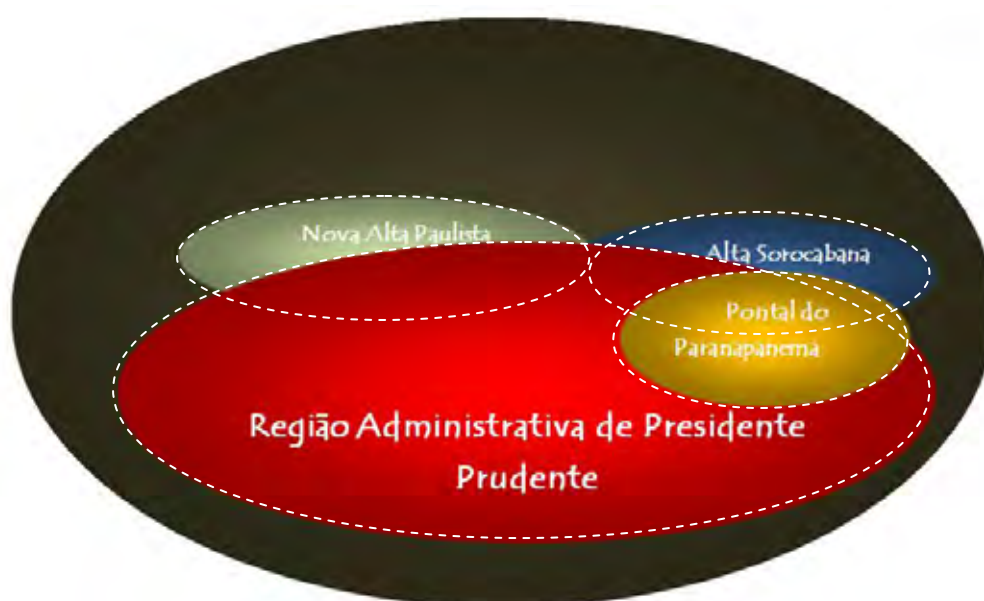 Nova Alta Paulista
Alta Sorocabana
Pontal do
Paranapanema
Região Administrativa de Presidente
Prudente